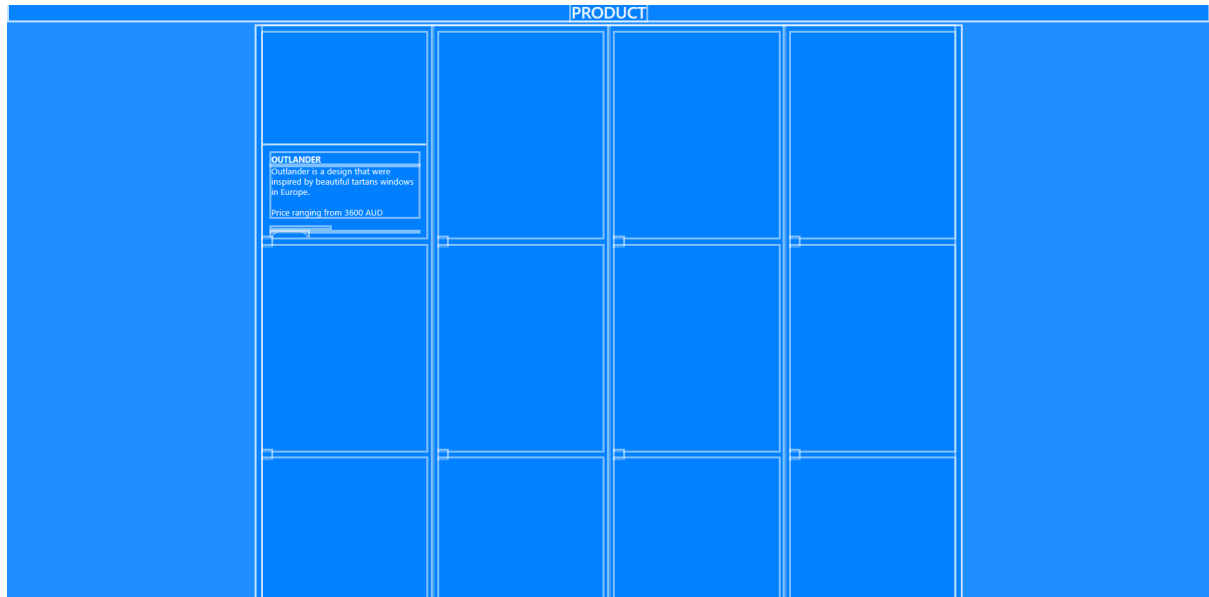 PRODUCT
OUTLANDER
Outlander is a design that were
inspired by beautiful tartans windows
in Europe.
Price ranging from 3600 AUD